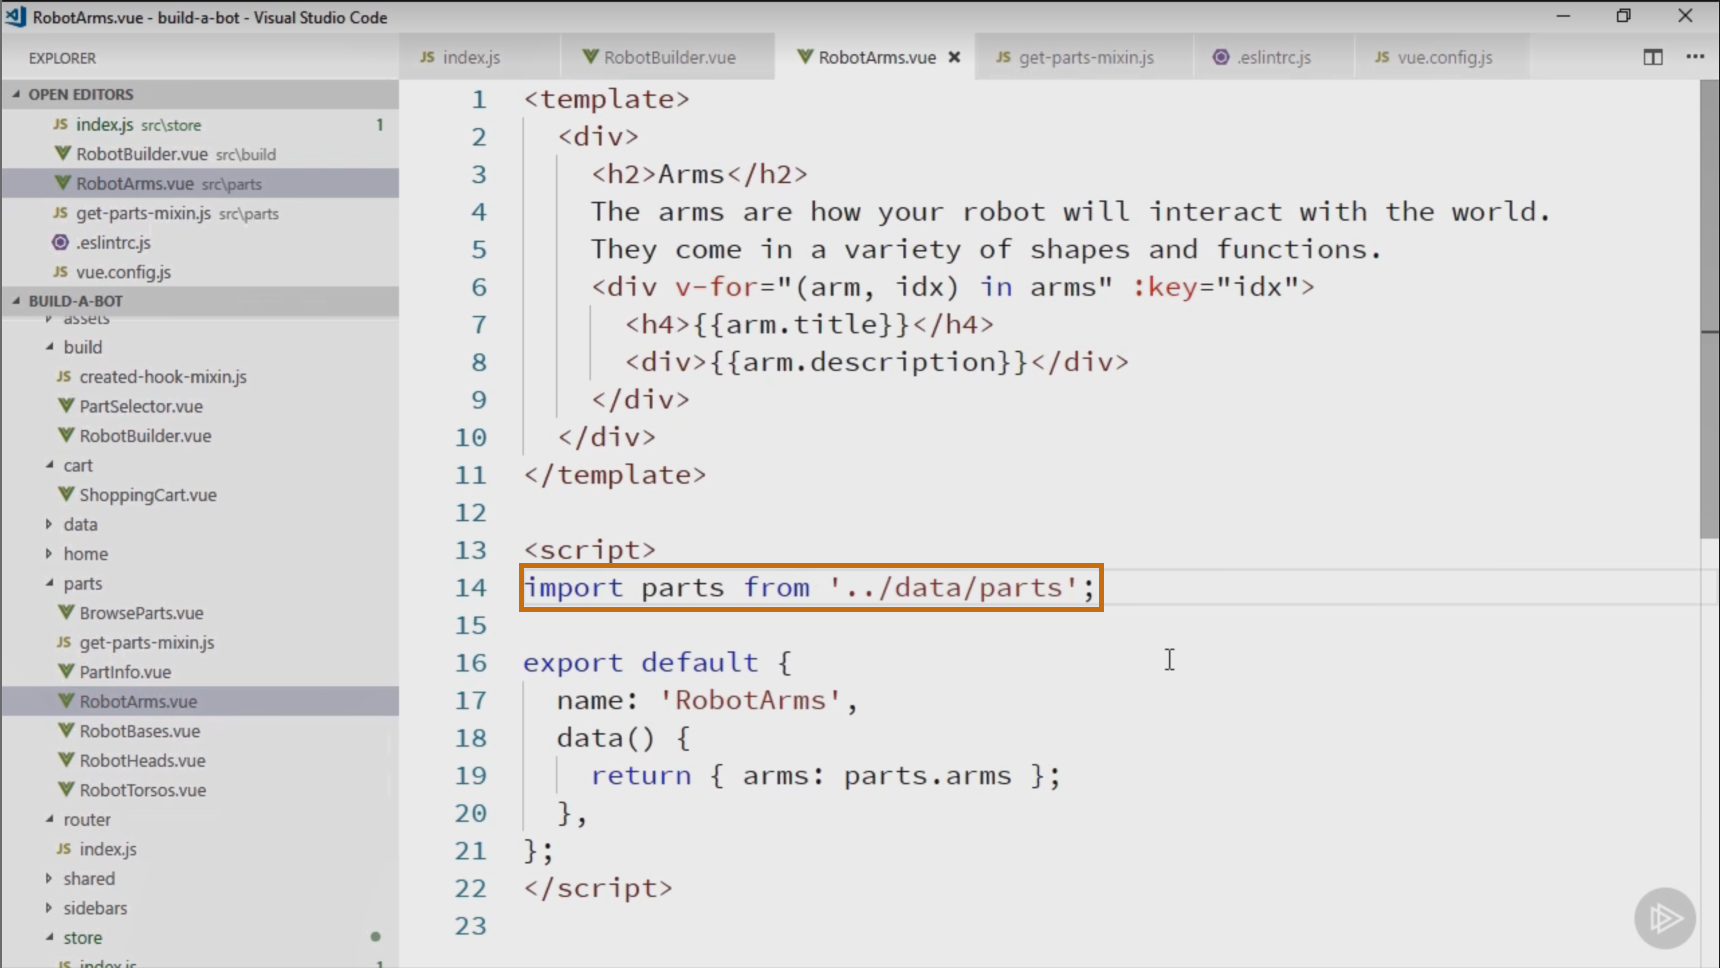 RobotArms.vue - build-a-bot - Visual Studio Code
EXPLORER
JS index.js
RobotBuilder.vue
RobotArms.vue
JS get-parts-mixin.js
.eslintrc.js
JS vue.config.js
OPEN EDITORS
JS index.js src\store 1
RobotBuilder.vue src\build
RobotArms.vue src\parts
JS get-parts-mixin.js src\parts
.eslintrc.js
JS vue.config.js
BUILD-A-BOT
assets
build
JS created-hook-mixin.js
PartSelector.vue
RobotBuilder.vue
cart
ShoppingCart.vue
data
home
parts
BrowseParts.vue
JS get-parts-mixin.js
PartInfo.vue
RobotArms.vue
RobotBases.vue
RobotHeads.vue
RobotTorsos.vue
router
JS index.js
shared
sidebars
store
JS index.js 1
1 <template>
2 <div>
3 <h2>Arms</h2>
4 The arms are how your robot will interact with the world.
5 They come in a variety of shapes and functions.
6 <div v-for="(arm, idx) in arms" :key="idx">
7 <h4>{{arm.title}}</h4>
8 <div>{{arm.description}}</div>
9 </div>
10 </div>
11 </template>
12
13 <script>
14 import parts from '../data/parts';
15
16 export default {
17 name: 'RobotArms',
18 data() {
19 return { arms: parts.arms };
20 },
21 };
22 </script>
23